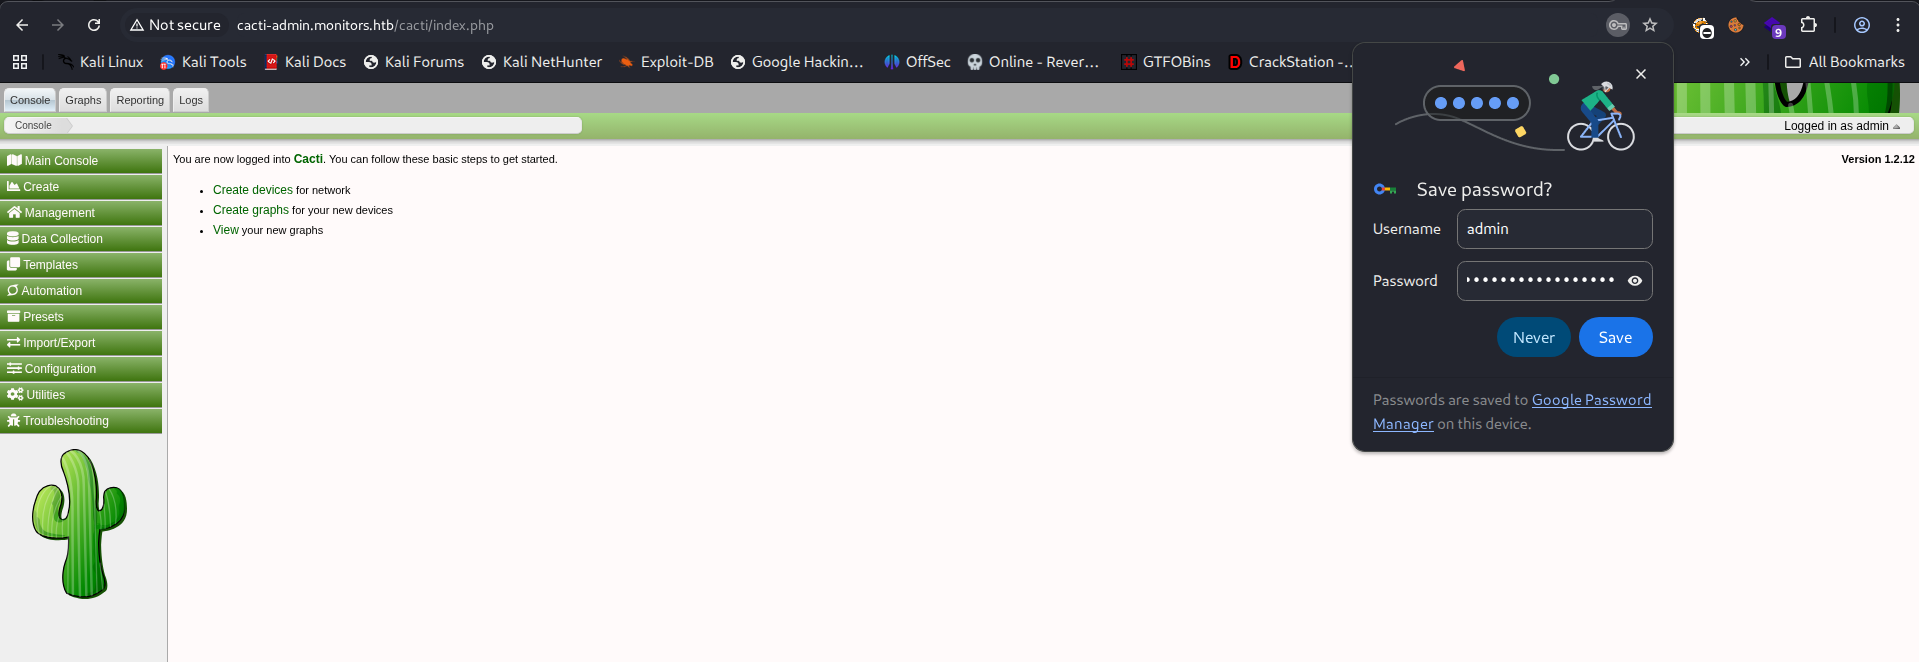 Not secure cacti-admin.monitors.htb/cacti/index.php
9
Kali Linux Kali Tools Kali Docs Kali Forums Kali NetHunter Exploit-DB Google Hackin... OffSec Online - Rever... GTFOBins CrackStation -... » All Bookmarks
Console Graphs Reporting Logs
Console
Logged in as admin
Main Console
Create
Management
Data Collection
Templates
Automation
Presets
Import/Export
Configuration
Utilities
Troubleshooting
You are now logged into Cacti. You can follow these basic steps to get started.
Version 1.2.12
• Create devices for network
• Create graphs for your new devices
• View your new graphs
Save password?
Username admin
Password ••••••••••••••••
Never Save
Passwords are saved to Google Password
Manager on this device.